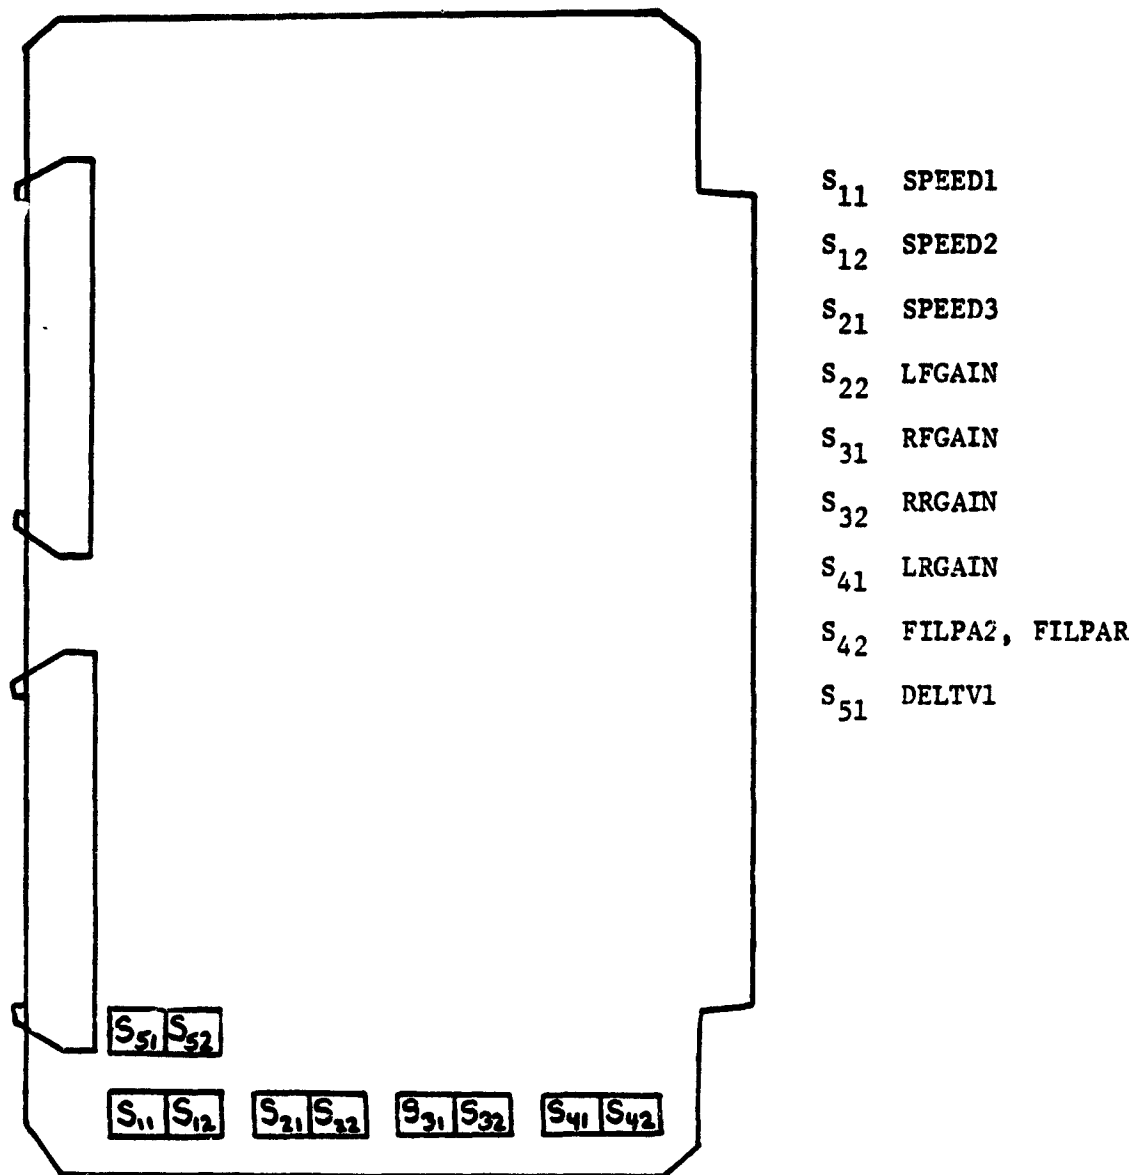 S11 SPEED1
S12 SPEED2
S21 SPEED3
S22 LFGAIN
S31 RFGAIN
S32 RRGAIN
S41 LRGAIN
S42 FILPA2, FILPAR
S51 DELTV1
S51 S52
S11 S12 S21 S22 S31 S32 S41 S42